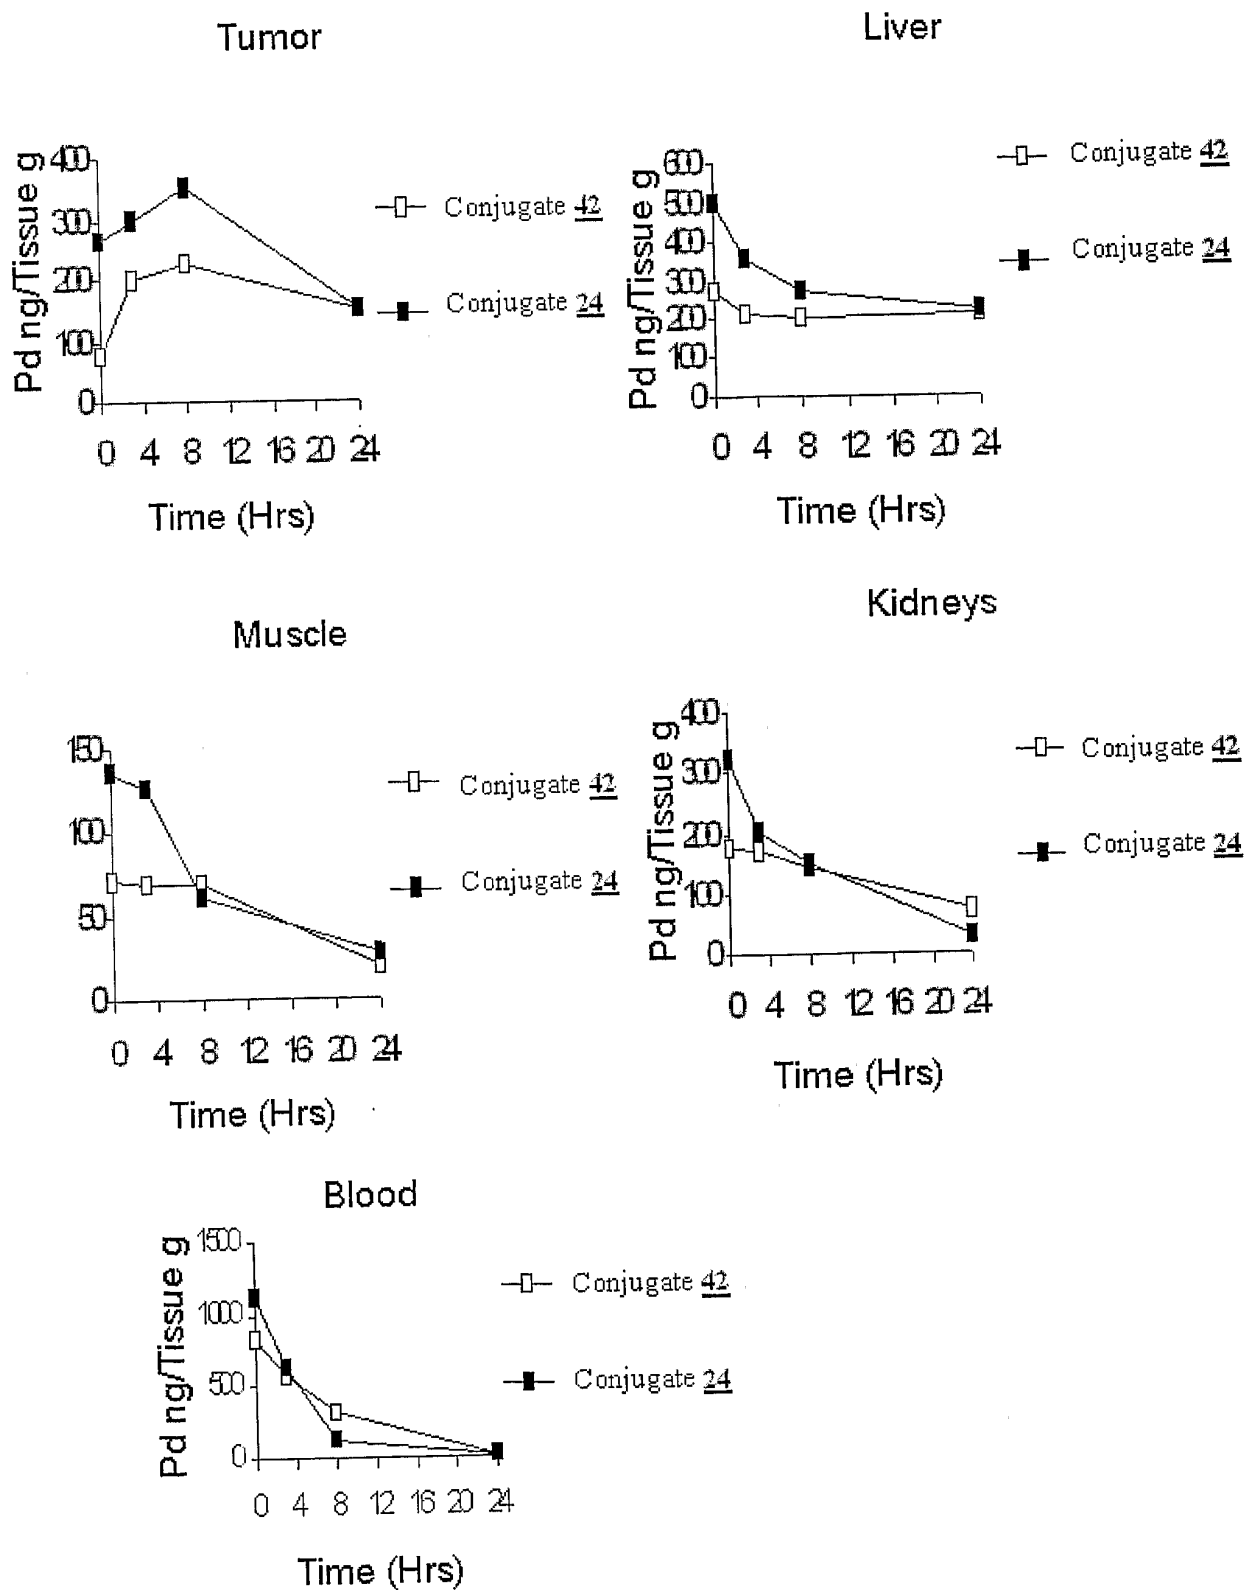 Tumor
Pd ng/Tissue g
400
300
200
100
0
0 4 8 12 16 20 24
Time (Hrs)
Conjugate 42
Conjugate 24
Liver
Pd ng/Tissue g
600
500
400
300
200
100
0
0 4 8 12 16 20 24
Time (Hrs)
Conjugate 42
Conjugate 24
Muscle
150
100
50
0
0 4 8 12 16 20 24
Time (Hrs)
Conjugate 42
Conjugate 24
Kidneys
Pd ng/Tissue g
400
300
200
100
0
0 4 8 12 16 20 24
Time (Hrs)
Conjugate 42
Conjugate 24
Blood
Pd ng/Tissue g
1500
1000
500
0
0 4 8 12 16 20 24
Time (Hrs)
Conjugate 42
Conjugate 24